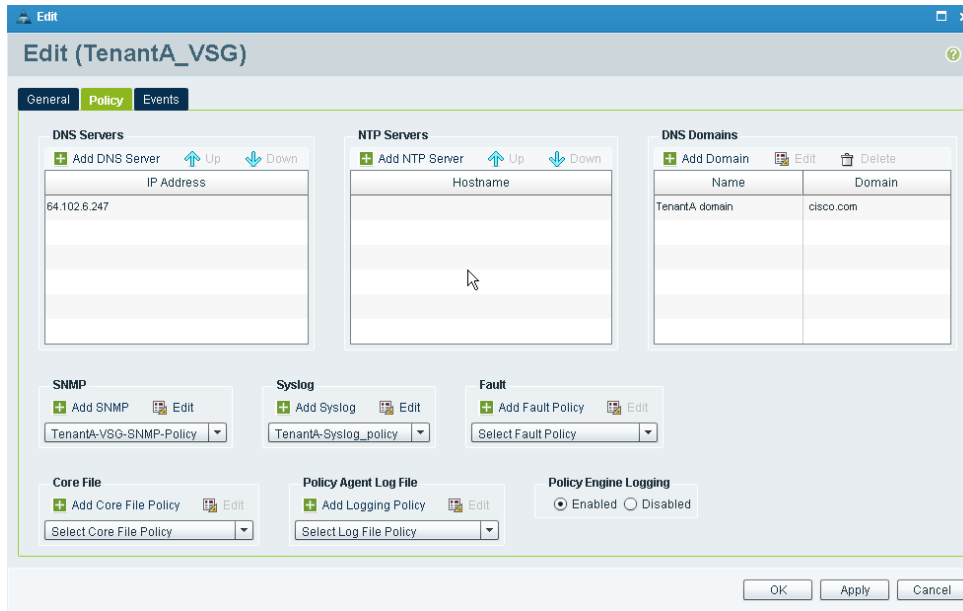 Edit
Edit (TenantA_VSG)
General Policy Events
DNS Servers NTP Servers DNS Domains
Add DNS Server Up Down Add NTP Server Up Down Add Domain Edit Delete
IP Address Hostname Name Domain
64.102.6.247 TenantA domain cisco.com
SNMP Syslog Fault
Add SNMP Edit Add Syslog Edit Add Fault Policy Edit
TenantA-VSG-SNMP-Policy TenantA-Syslog_policy Select Fault Policy
Core File Policy Agent Log File Policy Engine Logging
Add Core File Policy Edit Add Logging Policy Edit Enabled Disabled
Select Core File Policy Select Log File Policy
OK Apply Cancel